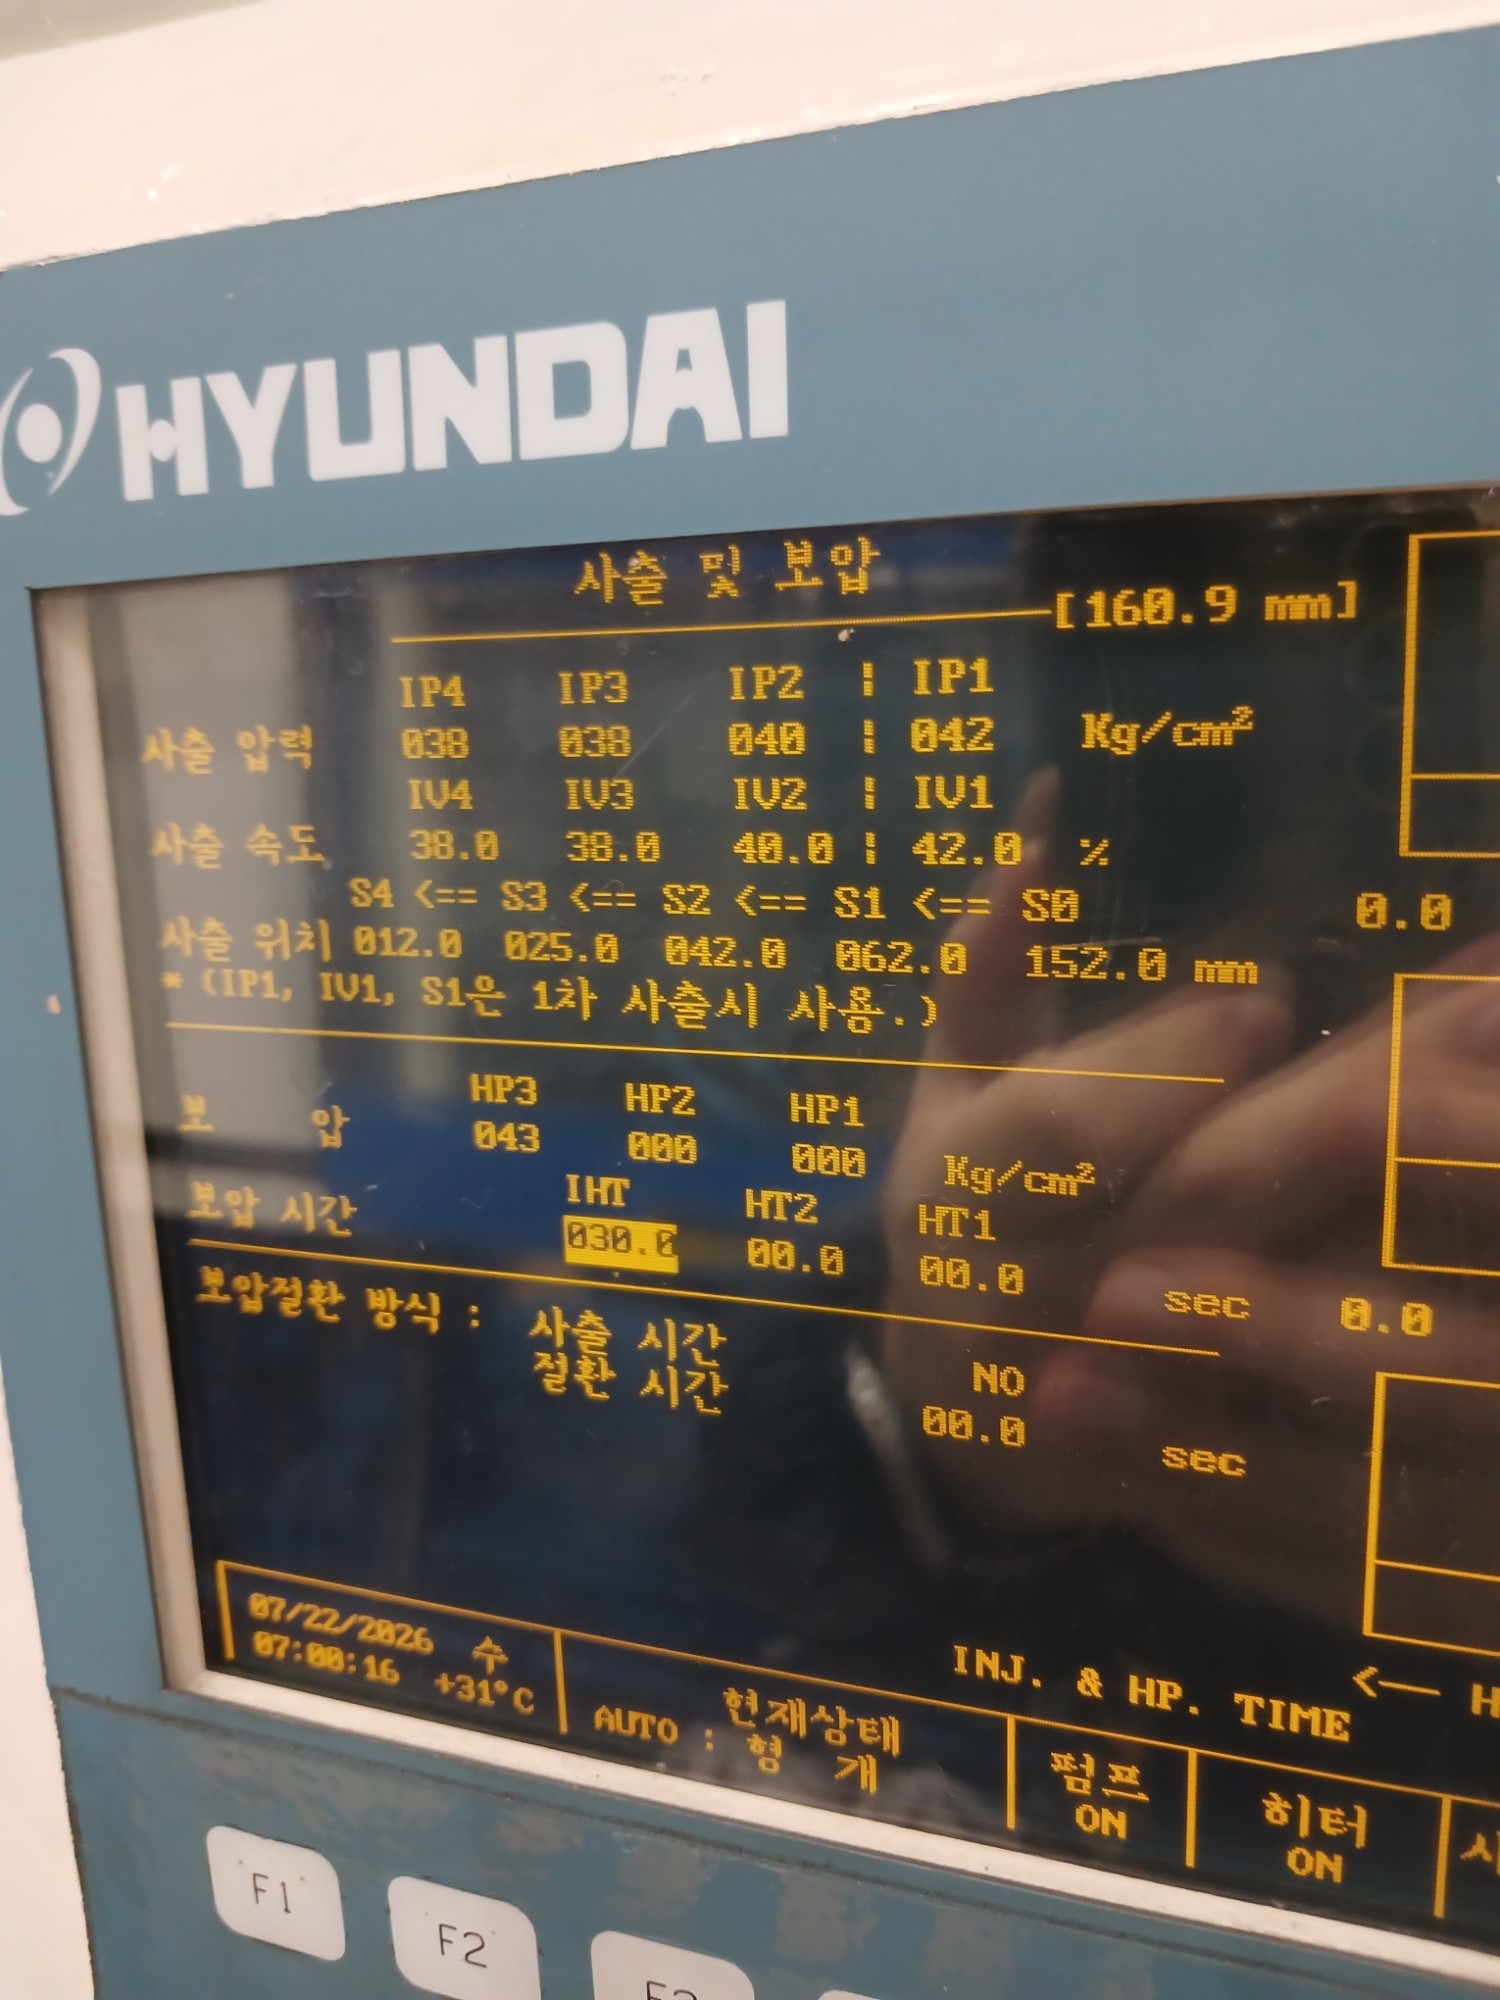 HYUNDAI
사출 및 보압
[160.9 mm]
IP4 IP3 IP2 ¦ IP1
사출 압력 038 038 040 ¦ 042 Kg/cm²
IV4 IV3 IV2 ¦ IV1
사출 속도 38.0 38.0 40.0 ¦ 42.0 %
S4 <== S3 <== S2 <== S1 <== S0
0.0
사출 위치 012.0 025.0 042.0 062.0 152.0 mm
* (IP1, IV1, S1은 1차 사출시 사용.)
HP3 HP2 HP1
보 압 043 000 000 Kg/cm²
IHT HT2 HT1
보압 시간 030.0 00.0 00.0 sec
0.0
보압절환 방식 : 사출 시간 NO
절환 시간 00.0 sec
07/22/2026 수
07:00:16 +31°C
INJ. & HP. TIME <—— H
현재상태
AUTO : 형 개
펌프
ON
히터
ON
F1
F2